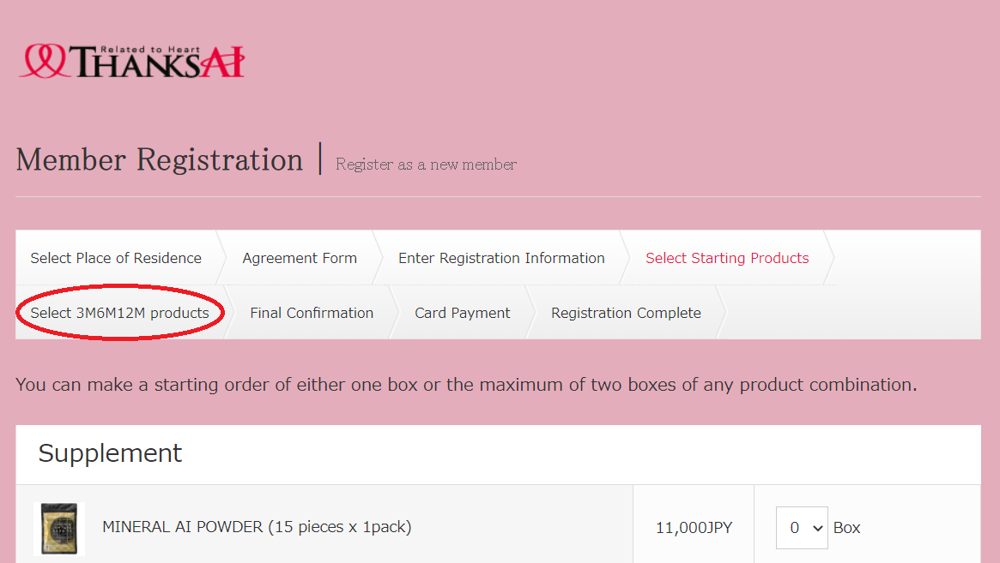 Related to Heart
THANKSAI
Member Registration
Register as a new member
Select Place of Residence
Agreement Form
Enter Registration Information
Select Starting Products
Select 3M6M12M products
Final Confirmation
Card Payment
Registration Complete
You can make a starting order of either one box or the maximum of two boxes of any product combination.
Supplement
MINERAL AI POWDER (15 pieces x 1pack)
11,000JPY
0
Box